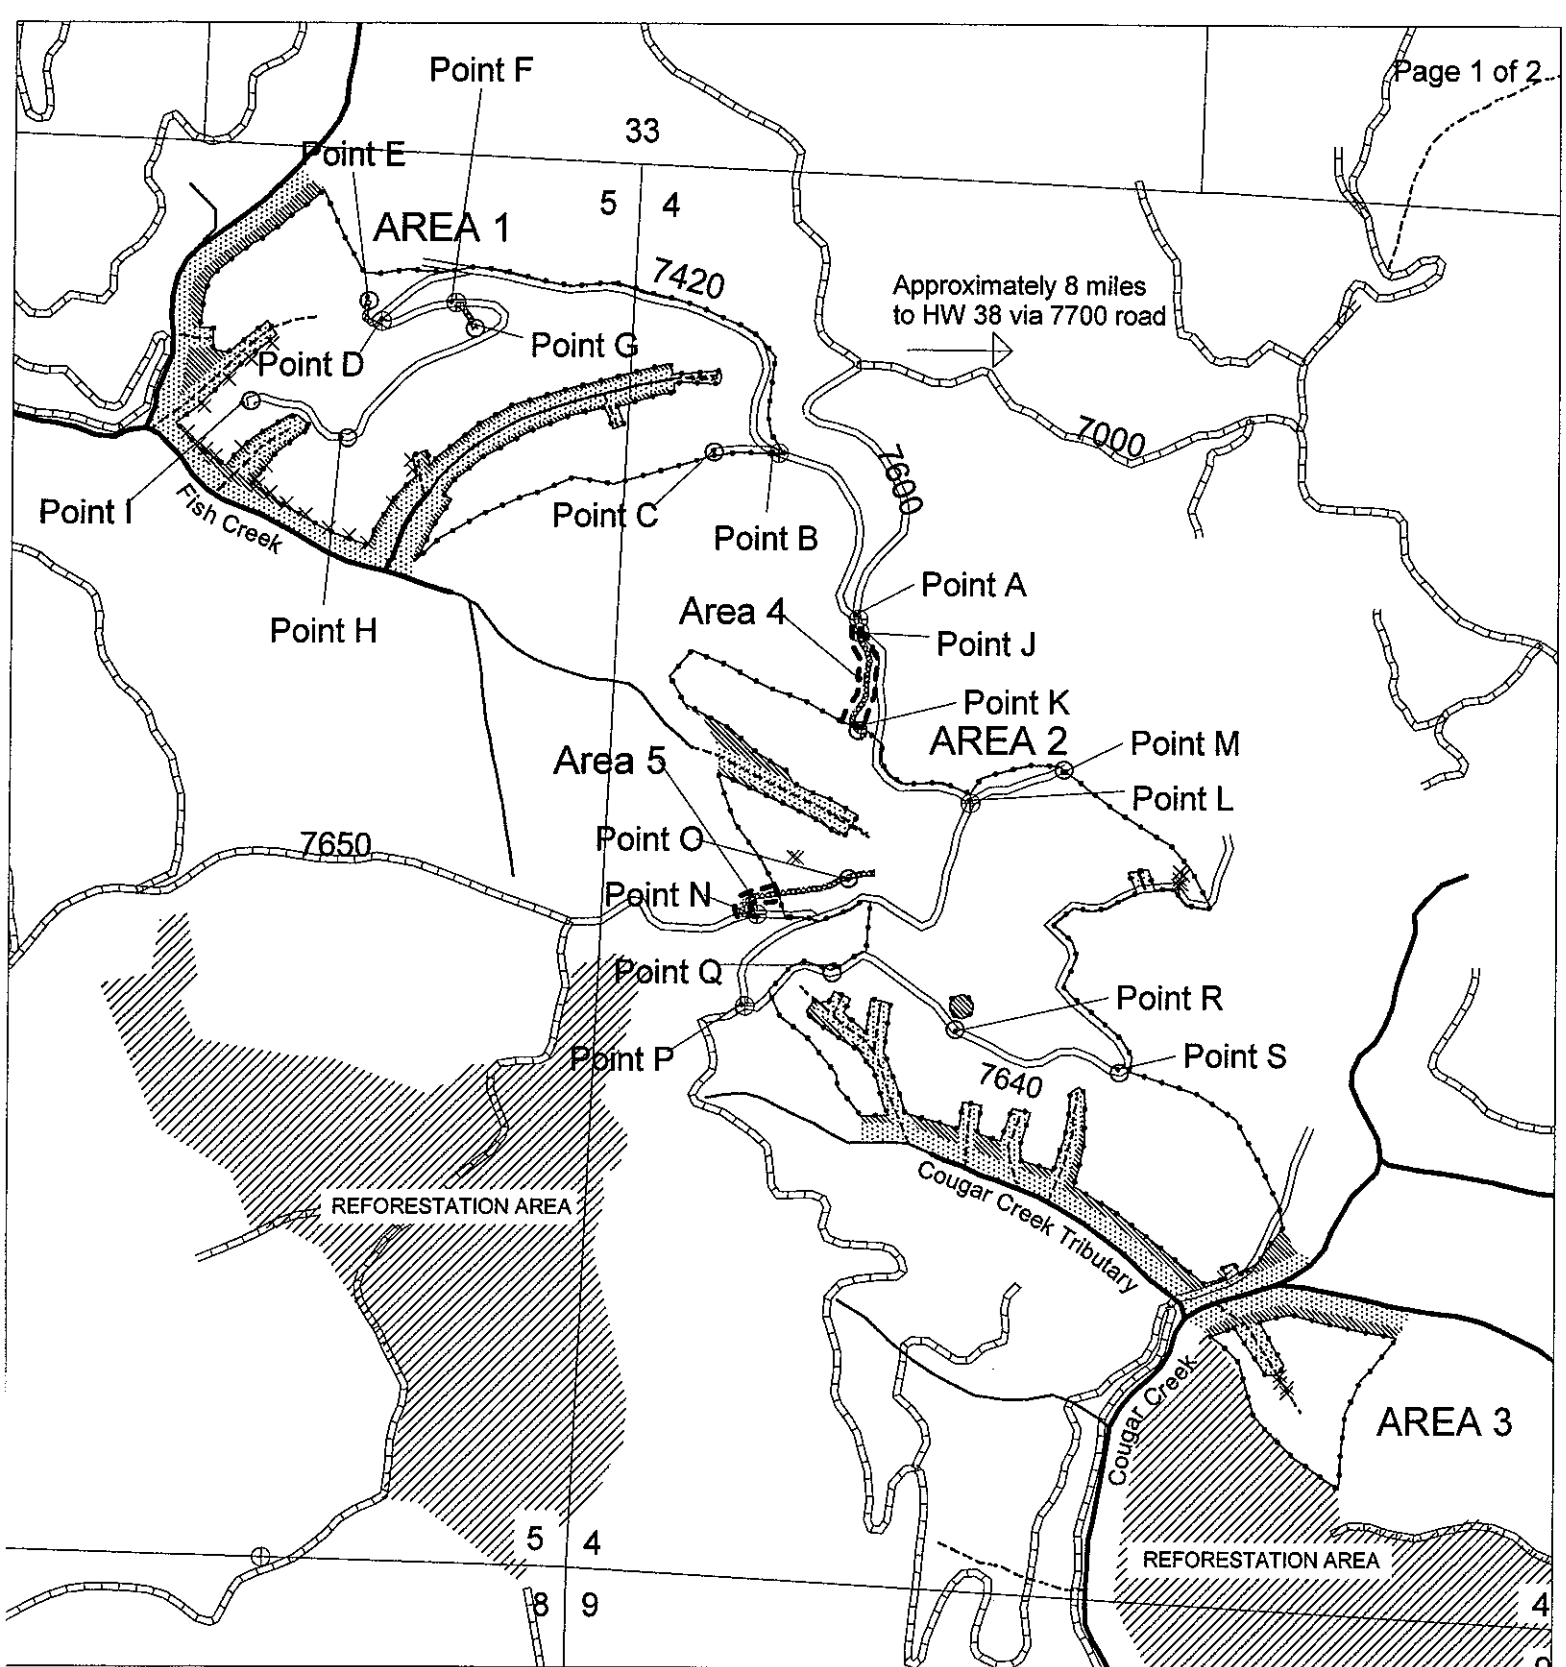 Point F
Page 1 of 2
33
Point E
5 4
AREA 1
7420
Approximately 8 miles
to HW 38 via 7700 road
Point G
Point D
7000
7600
Point I
Fish Creek
Point C
Point B
Point A
Area 4
Point H
Point J
Point K
AREA 2
Point M
Area 5
Point L
7650
Point O
Point N
Point Q
Point R
Point P
Point S
7640
REFORESTATION AREA
Cougar Creek Tributary
Cougar Creek
AREA 3
5 4
REFORESTATION AREA
8 9
4